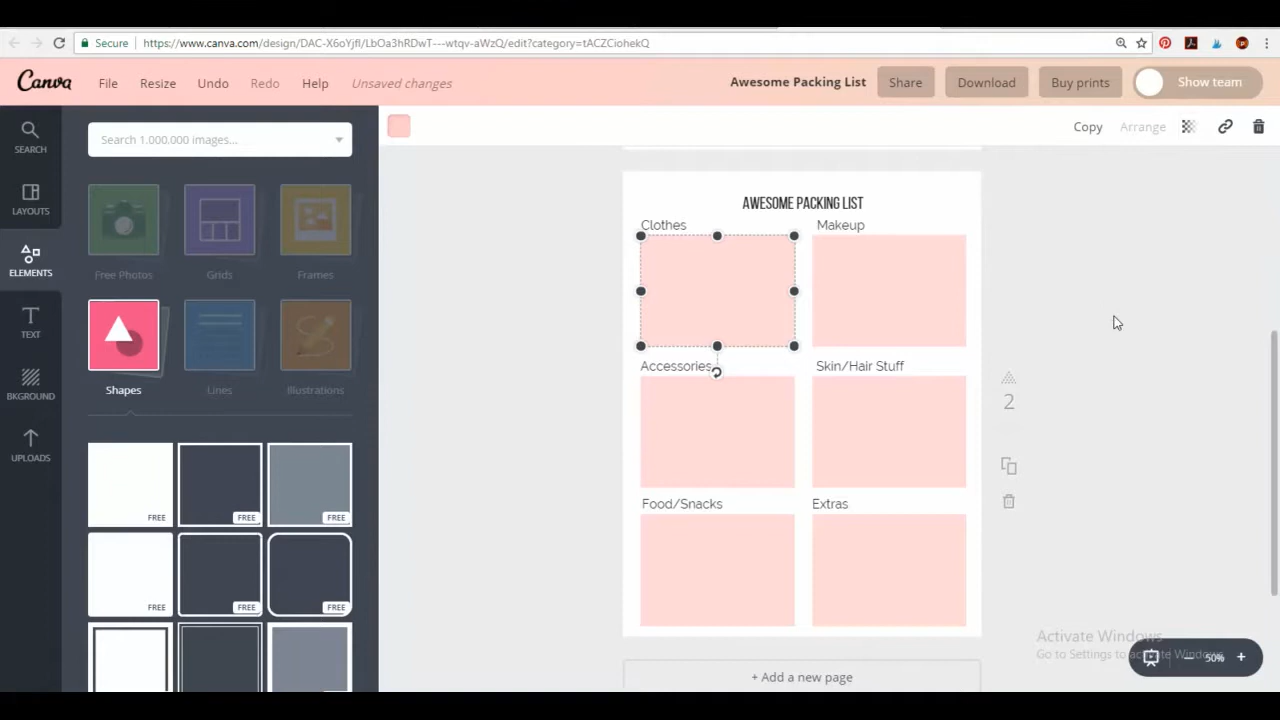 Secure https://www.canva.com/design/DAC-X6oYjfI/LbOa3hRDwT---wtqv-aWzQ/edit?category=tACZCiohekQ
Canva File Resize Undo Redo Help Unsaved changes Awesome Packing List Share Download Buy prints Show team
Search 1.000.000 images... Copy Arrange
SEARCH
LAYOUTS
ELEMENTS
TEXT
BKGROUND
UPLOADS
Free Photos Grids Frames
Shapes Lines Illustrations
FREE FREE FREE
FREE FREE FREE
AWESOME PACKING LIST
Clothes Makeup
Accessories Skin/Hair Stuff
Food/Snacks Extras
2
+ Add a new page
Activate Windows
Go to Settings to activate Windows.
50%